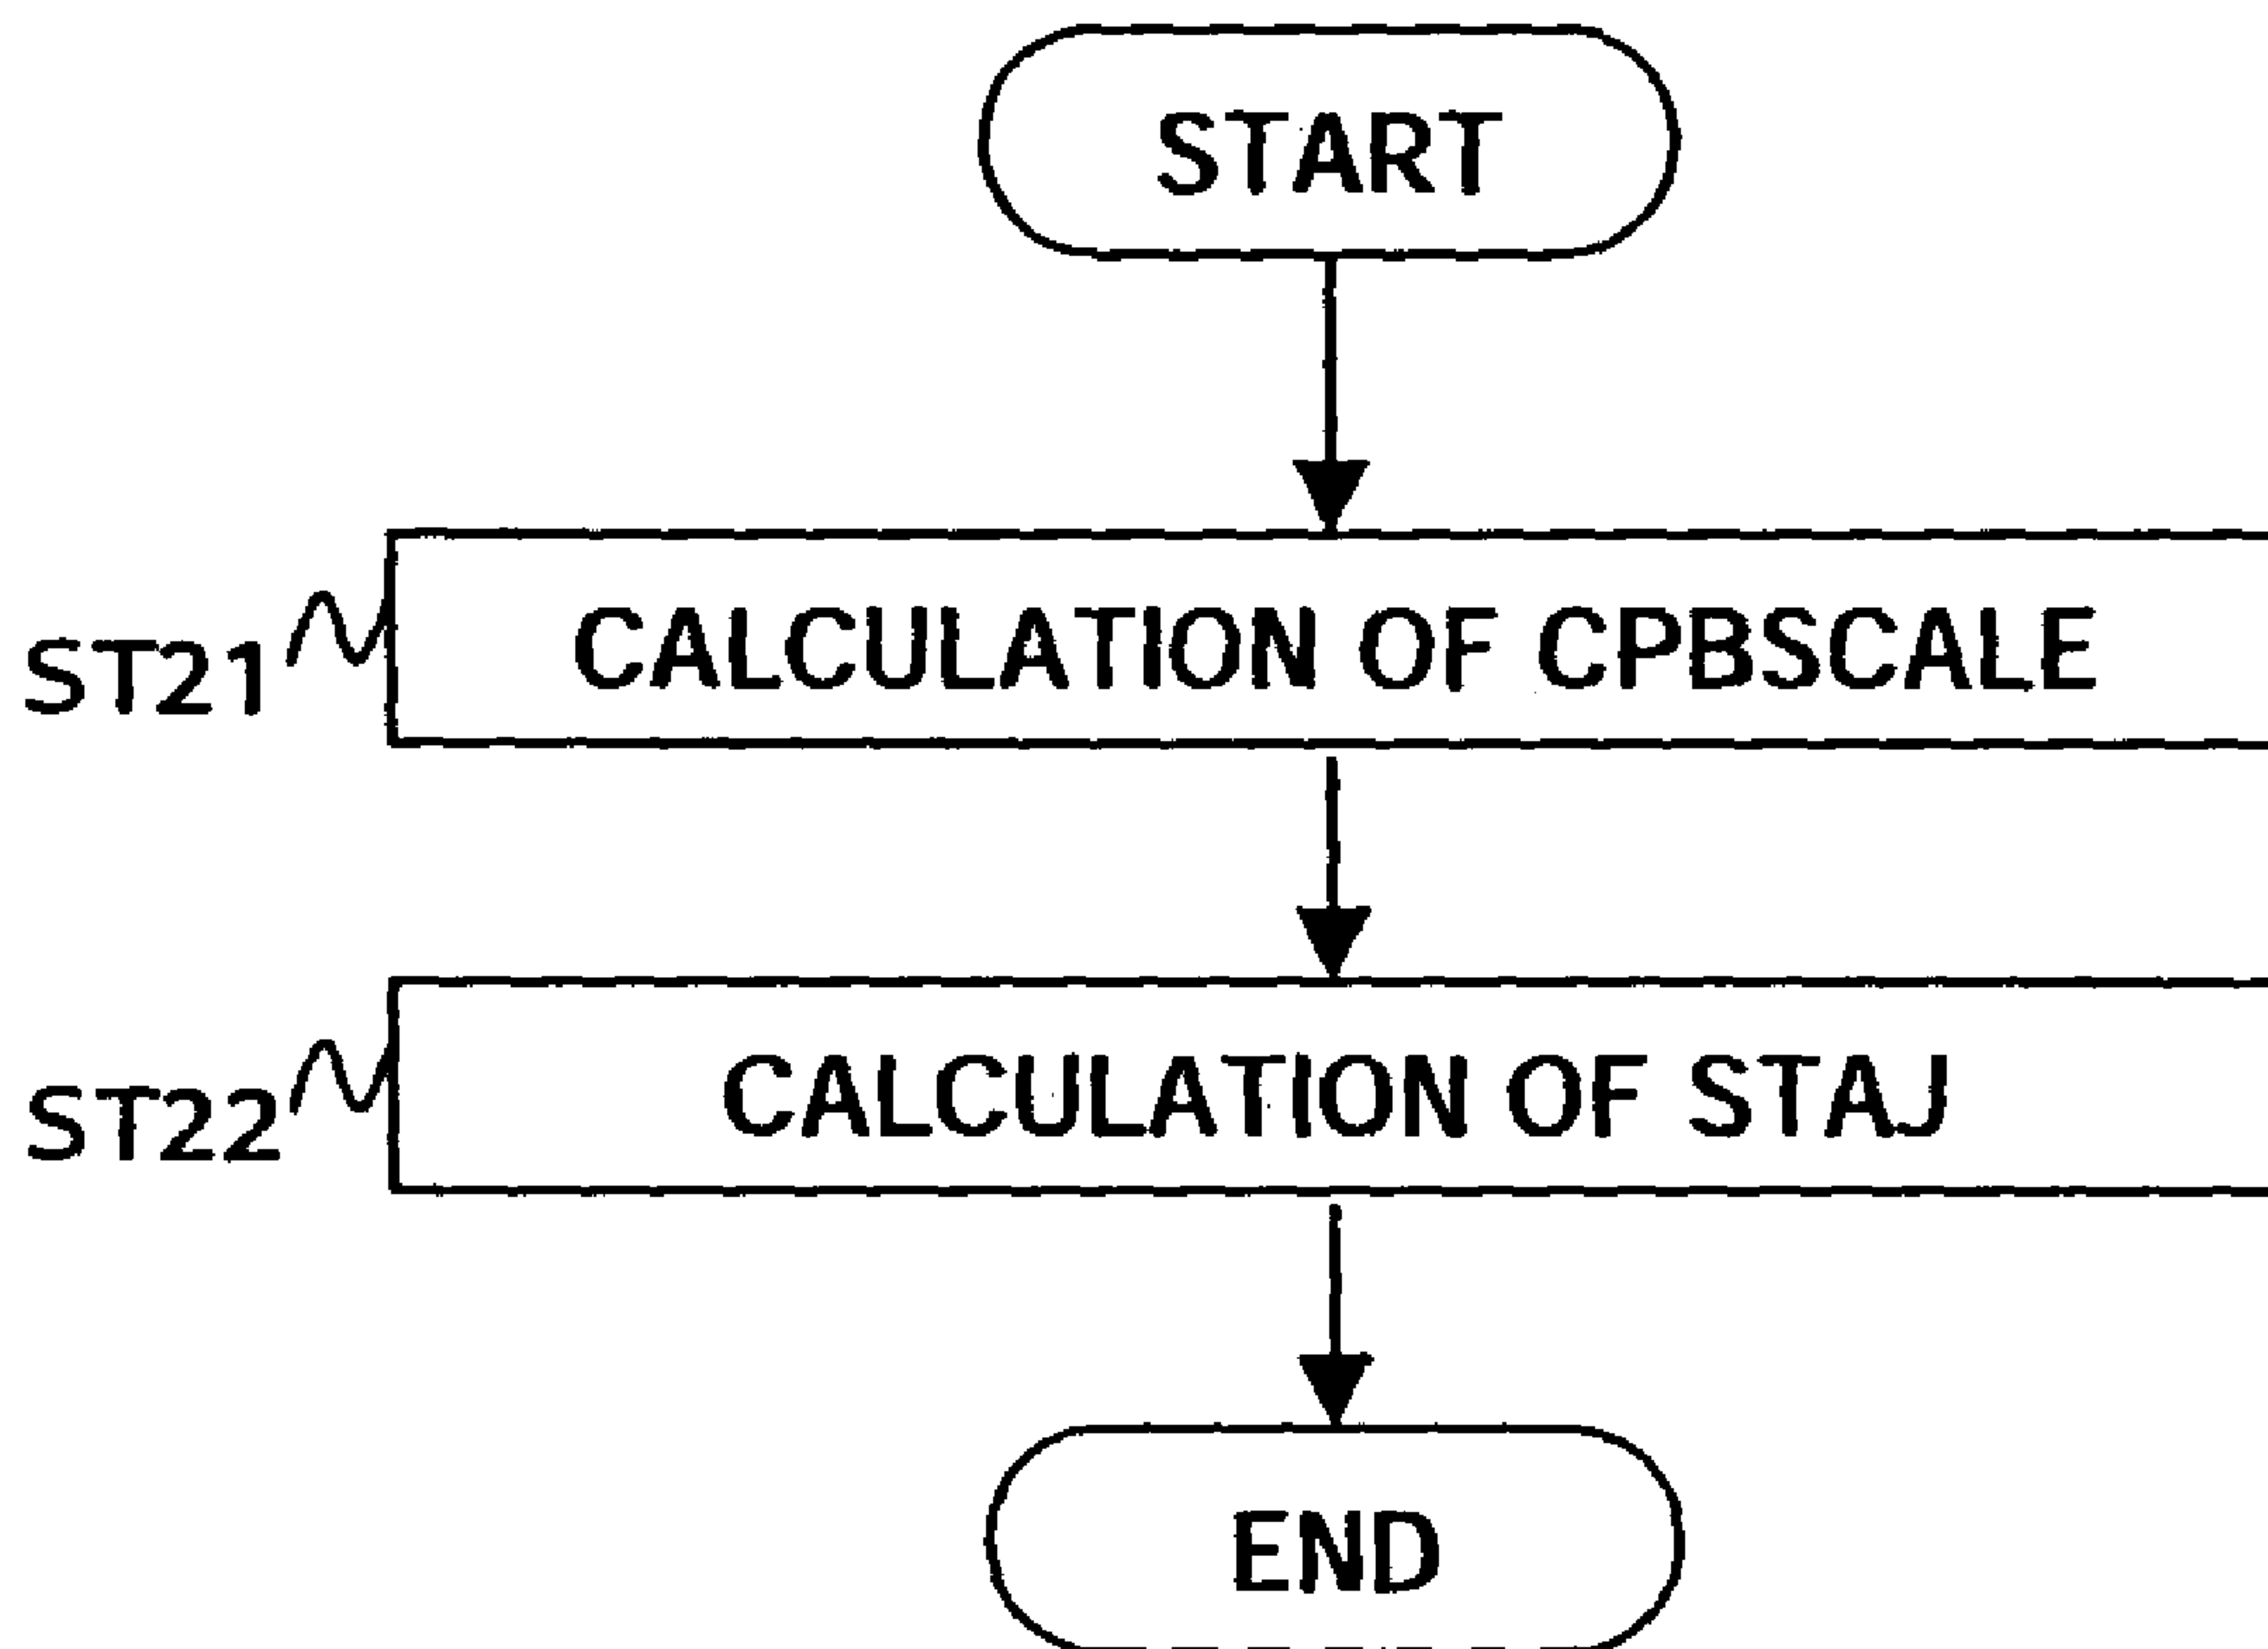 START
ST21 CALCULATION OF CPBSCALE
ST22 CALCULATION OF STAJ
END